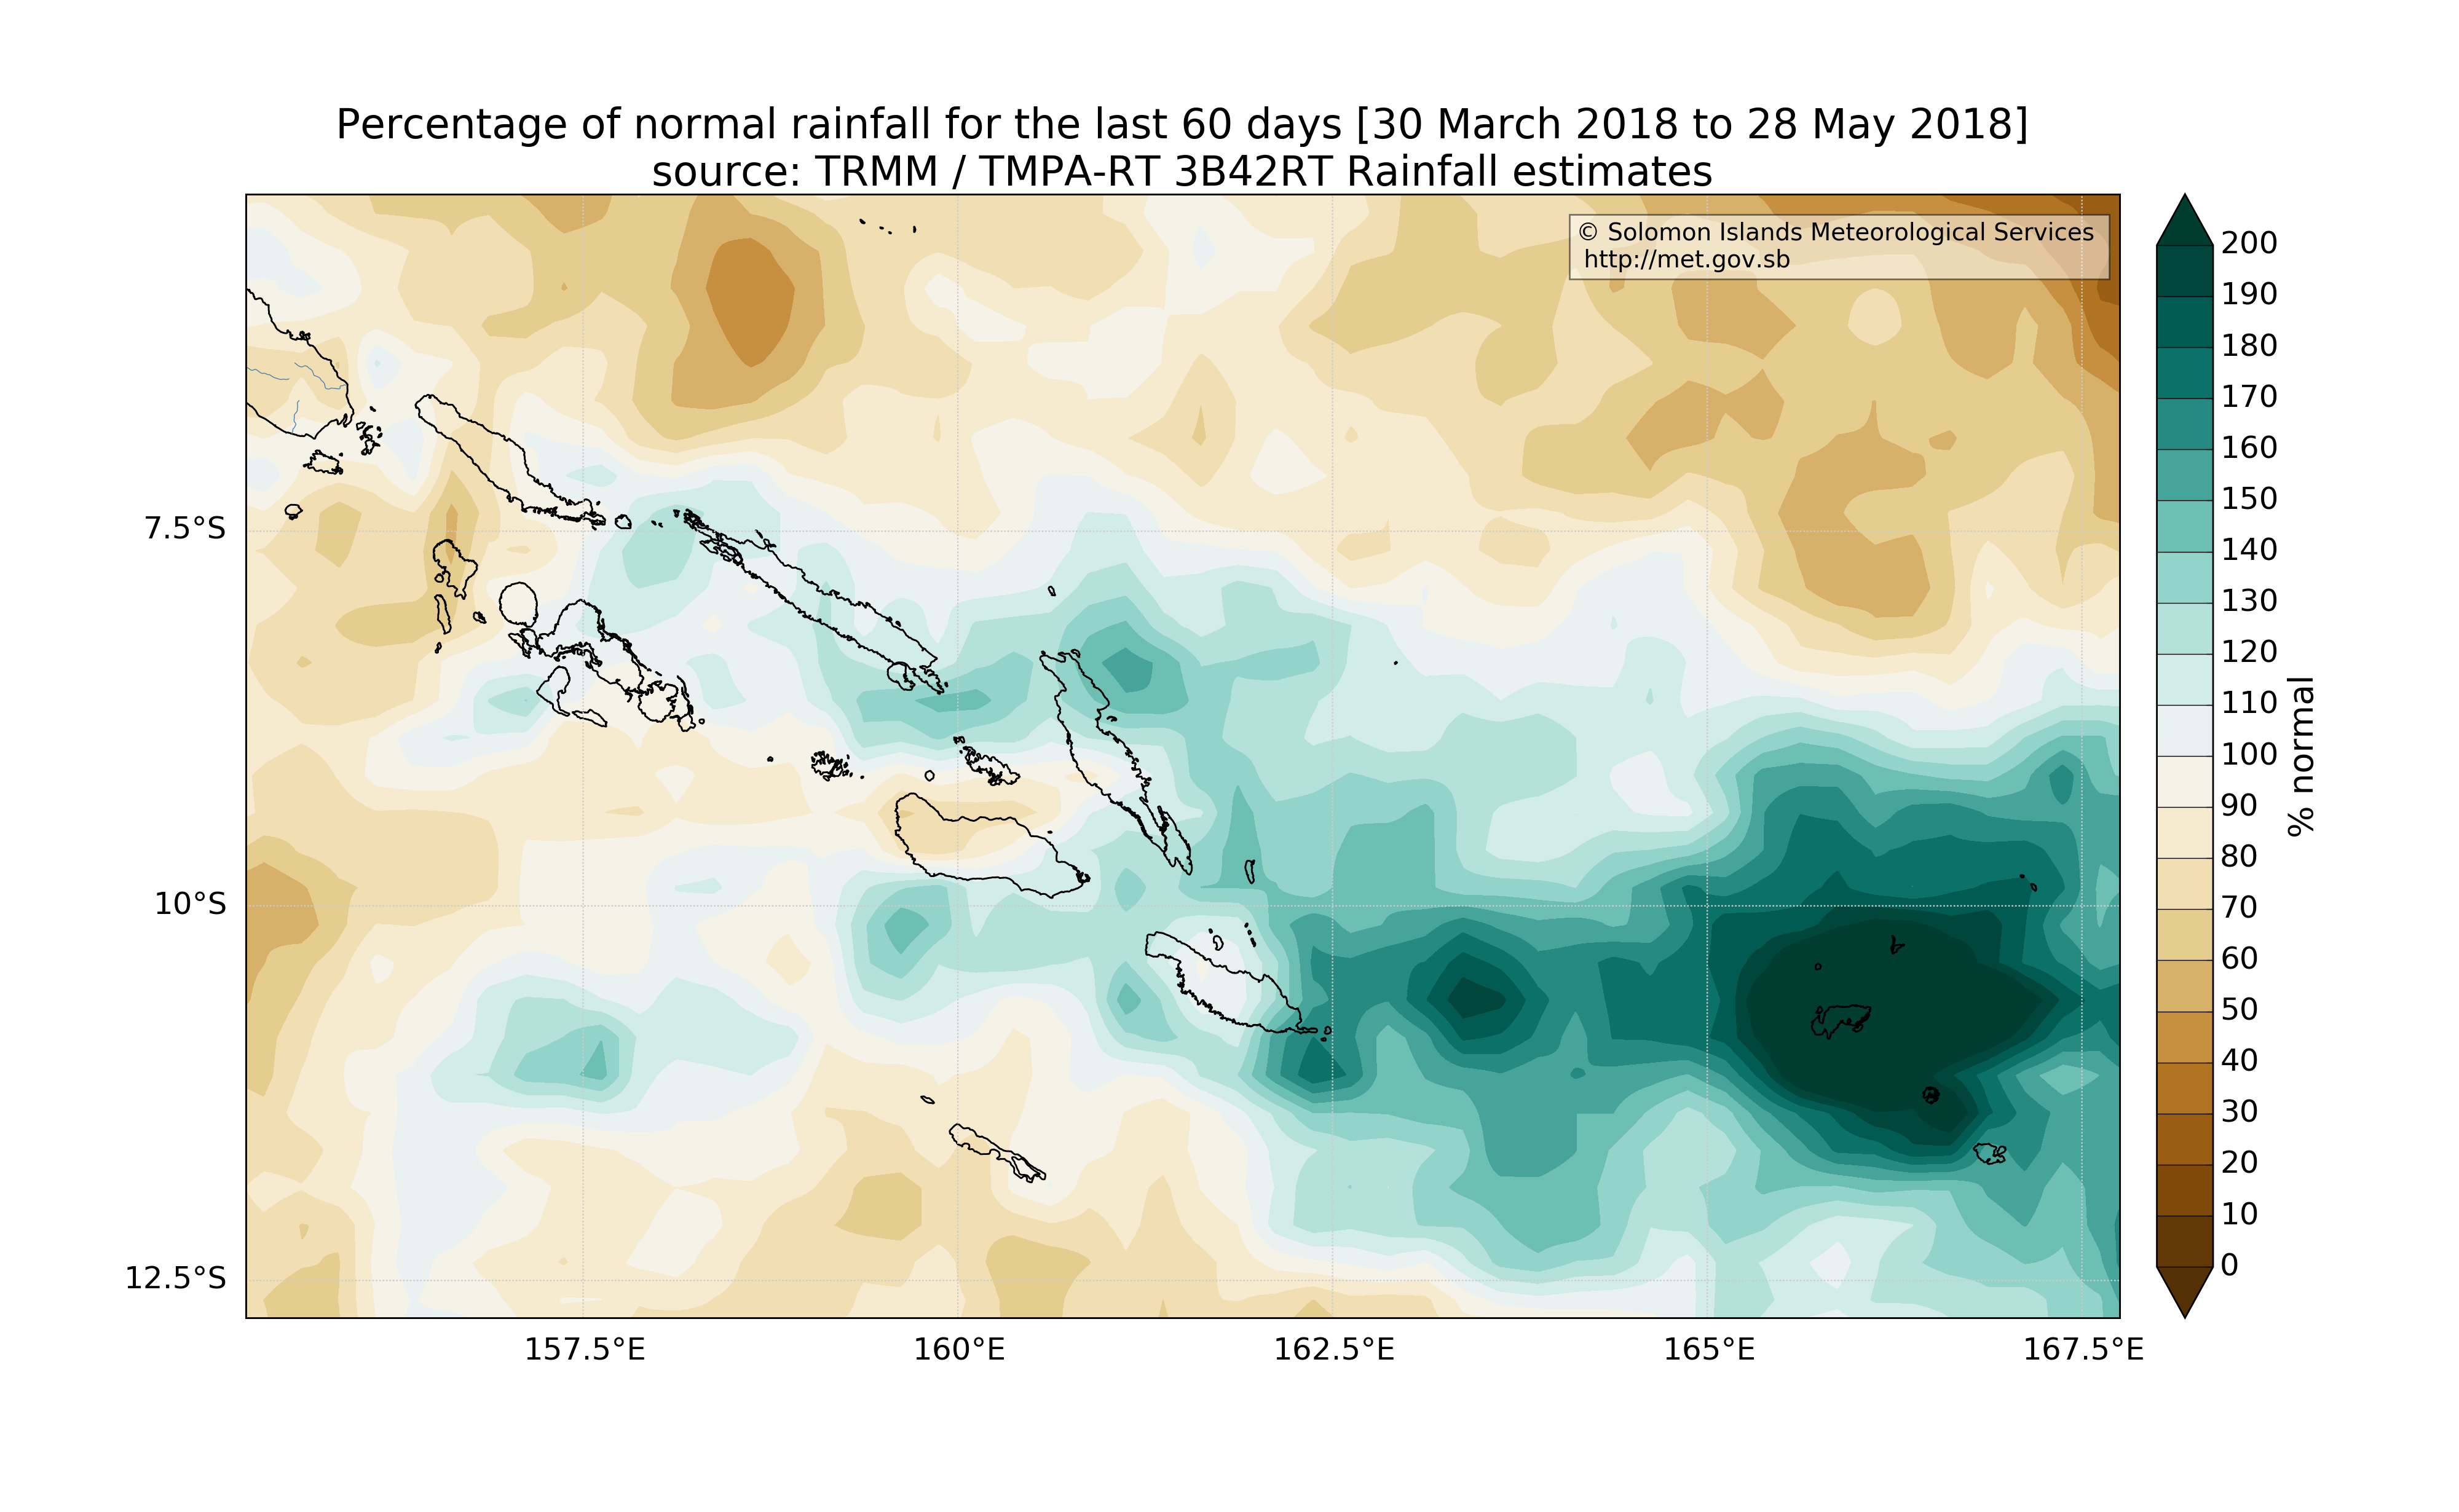 Percentage of normal rainfall for the last 60 days [30 March 2018 to 28 May 2018]
source: TRMM / TMPA-RT 3B42RT Rainfall estimates
© Solomon Islands Meteorological Services
http://met.gov.sb
7.5°S
10°S
12.5°S
157.5°E
160°E
162.5°E
165°E
167.5°E
200
190
180
170
160
150
140
130
120
110
100
90
80
70
60
50
40
30
20
10
0
% normal